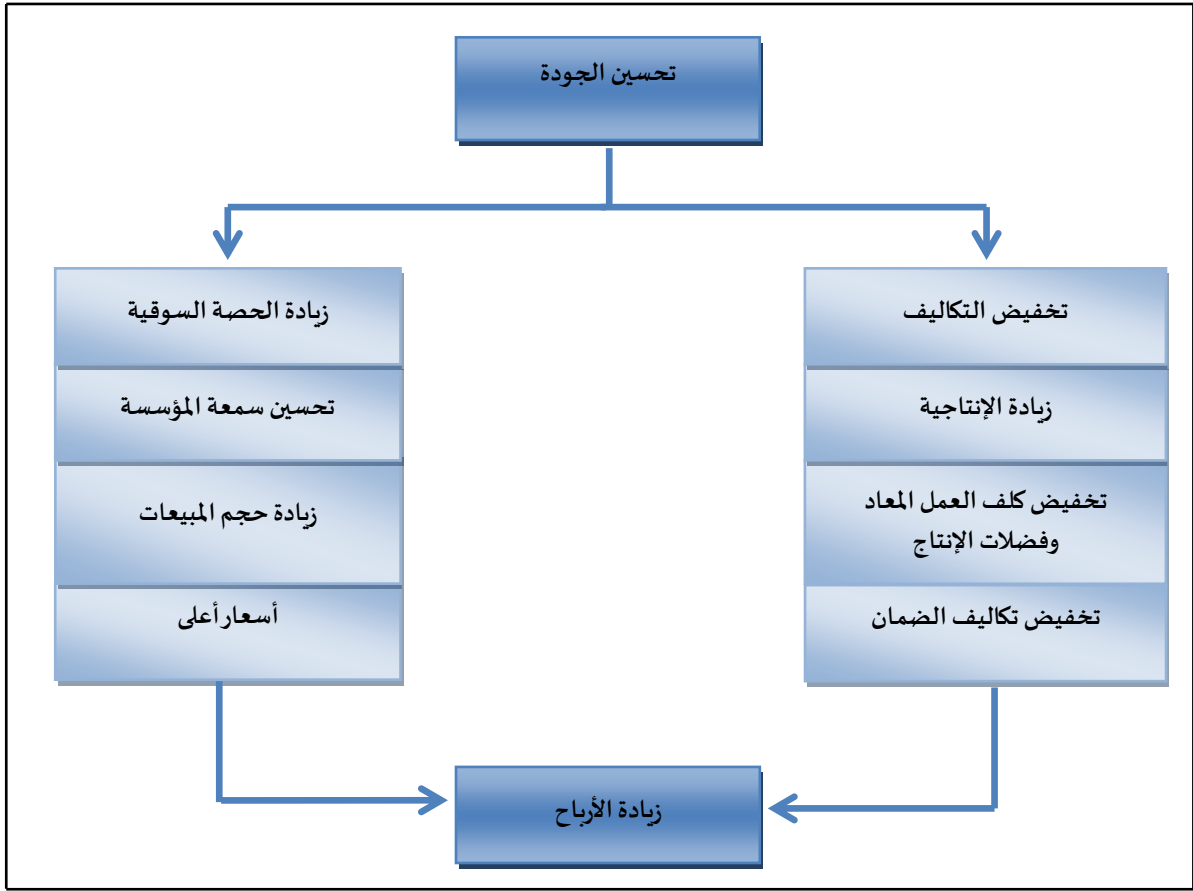 تحسين الجودة
تخفيض التكاليف
زيادة الإنتاجية
تخفيض كلف العمل المعاد
وفضلات الإنتاج
تخفيض تكاليف الضمان
زيادة الحصة السوقية
تحسين سمعة المؤسسة
زيادة حجم المبيعات
أسعار أعلى
زيادة الأرباح